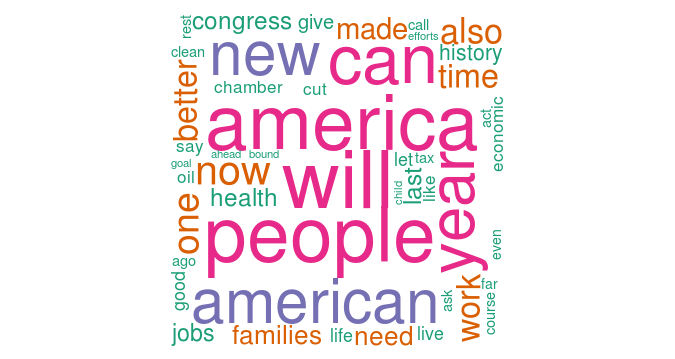 rest
congress
give
made
call
efforts
also
clean
new
can
history
time
better
chamber
cut
america
act
economic
say
ahead
bound
let
tax
goal
oil
now
will
last
like
child
year
health
one
people
even
ago
good
american
ask
work
far
course
jobs
families
life
need
live